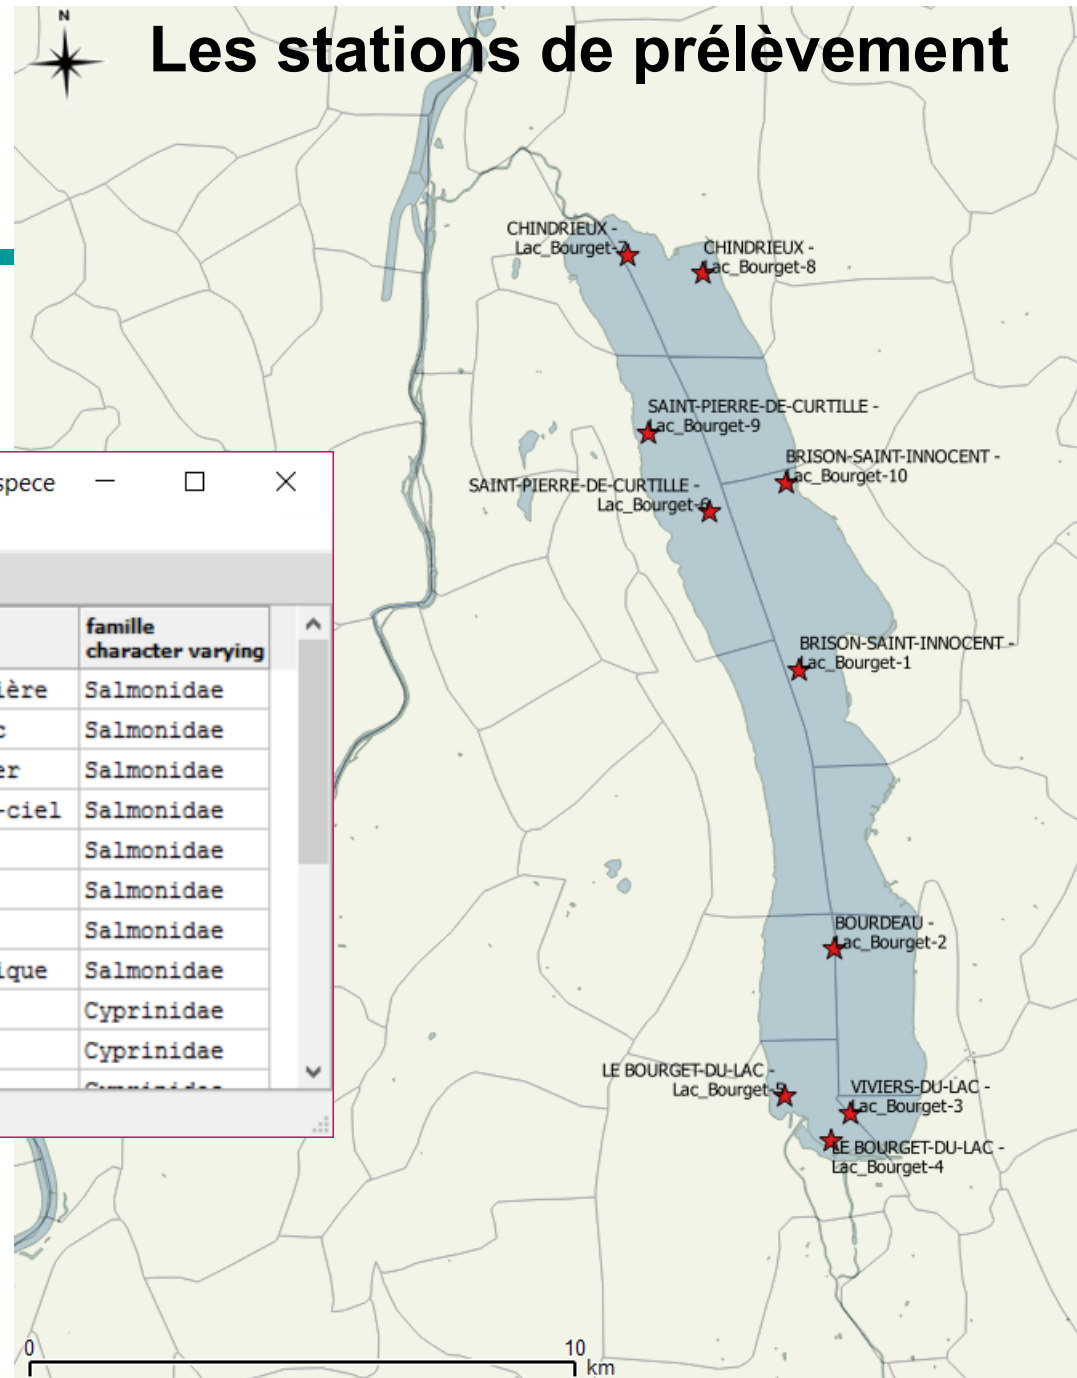 N
Les stations de prélèvement
CHINDRIEUX -
Lac_Bourget-7
CHINDRIEUX -
Lac_Bourget-8
SAINT-PIERRE-DE-CURTILLE -
Lac_Bourget-9
BRISON-SAINT-INNOCENT -
Lac_Bourget-10
SAINT-PIERRE-DE-CURTILLE -
Lac_Bourget-6
BRISON-SAINT-INNOCENT -
Lac_Bourget-1
BOURDEAU -
Lac_Bourget-2
LE BOURGET-DU-LAC -
Lac_Bourget-5
VIVIERS-DU-LAC -
Lac_Bourget-3
LE BOURGET-DU-LAC -
Lac_Bourget-4
0 10
km
spece
famille
character varying
ière Salmonidae
c Salmonidae
er Salmonidae
-ciel Salmonidae
Salmonidae
Salmonidae
Salmonidae
ique Salmonidae
Cyprinidae
Cyprinidae